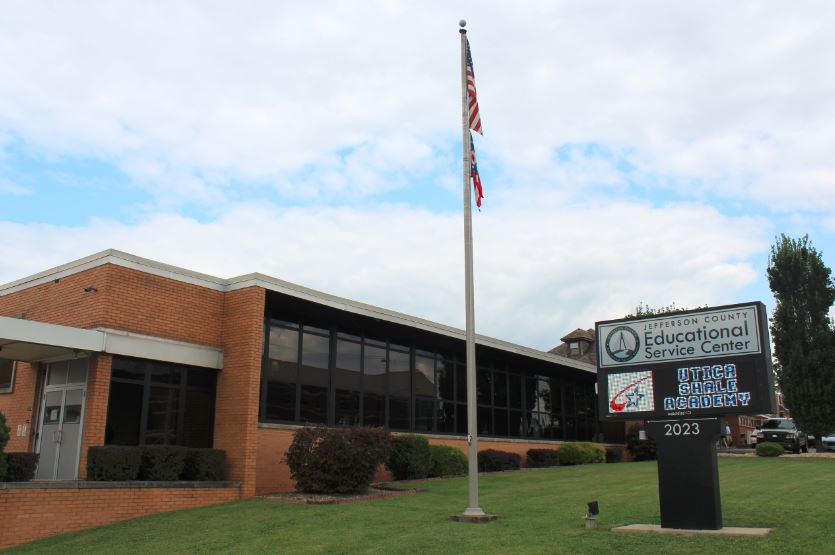 JEFFERSON COUNTY
Educational
Service Center
UTICA
SHALE
ACADEMY
2023